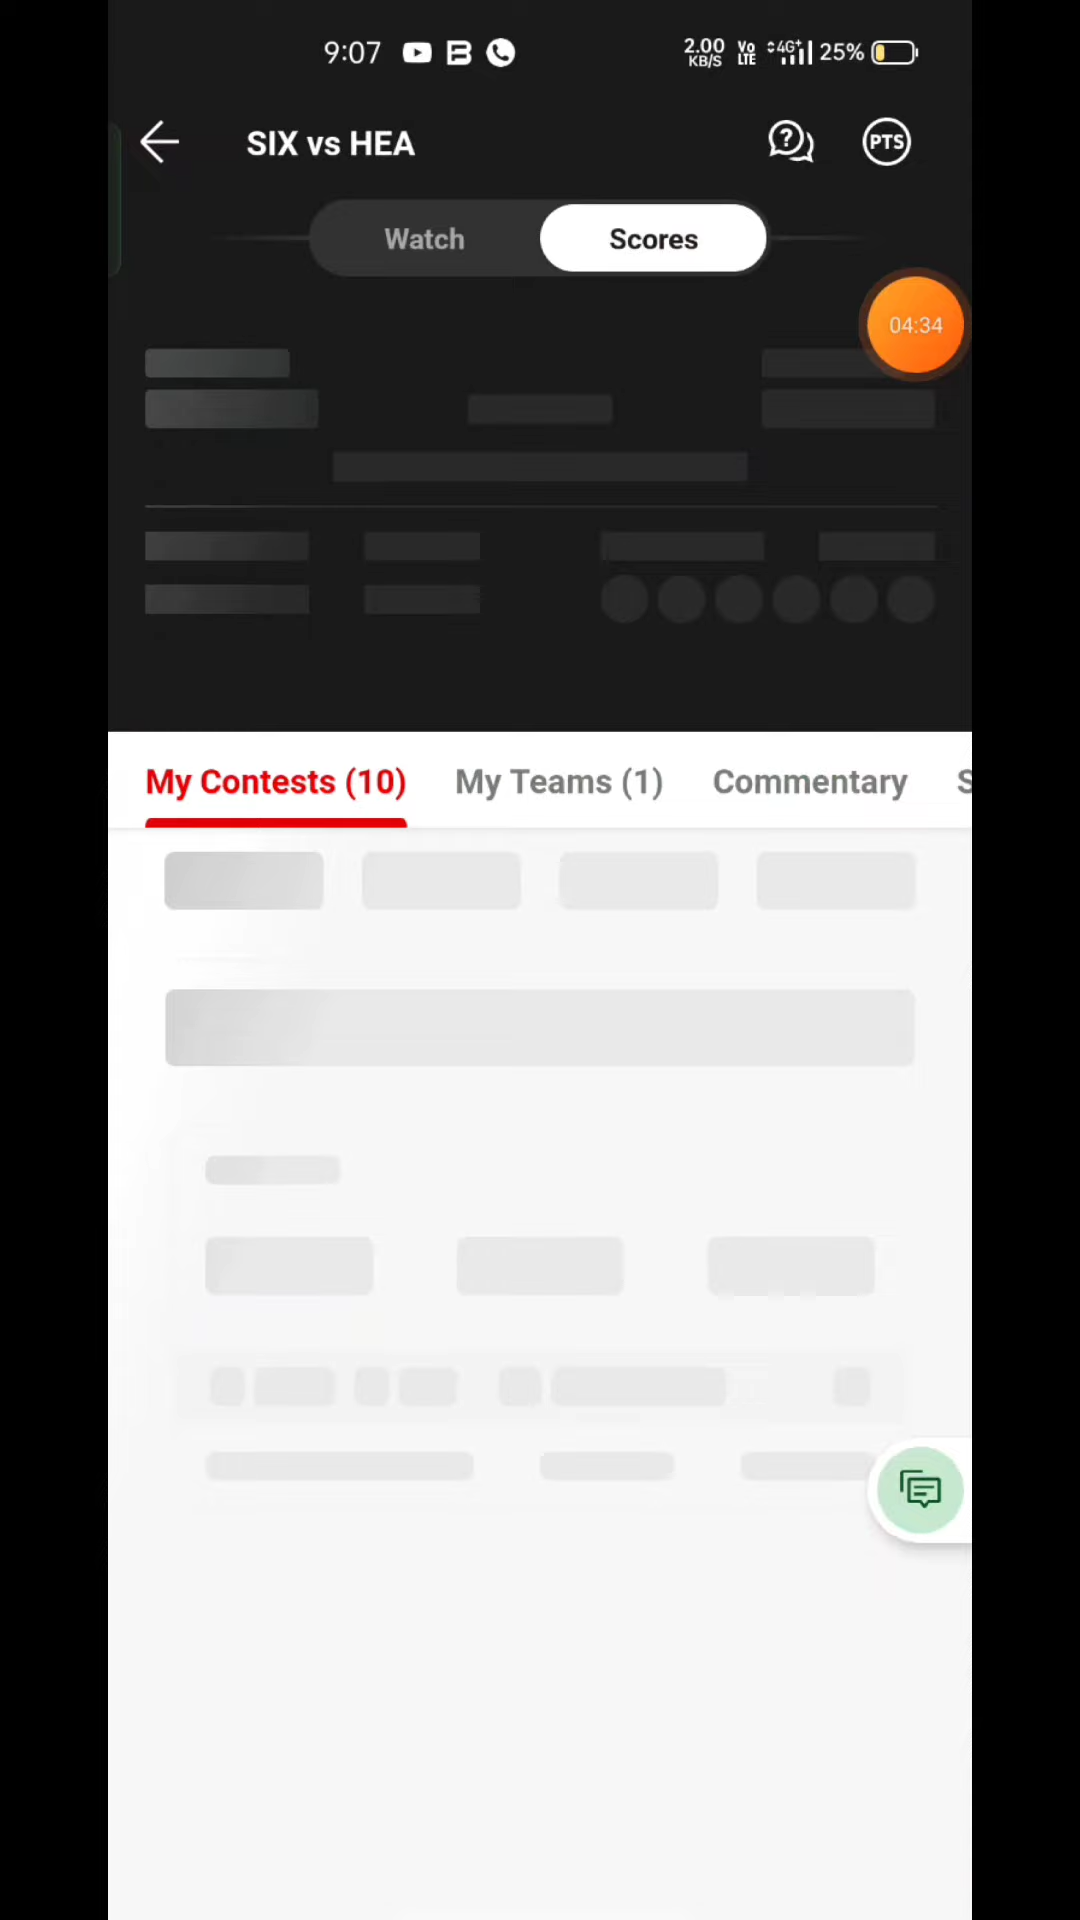 9:07
2.00 KB/S Vo LTE 4G+ 25%
SIX vs HEA
PTS
Watch
Scores
04:34
My Contests (10)
My Teams (1)
Commentary
S